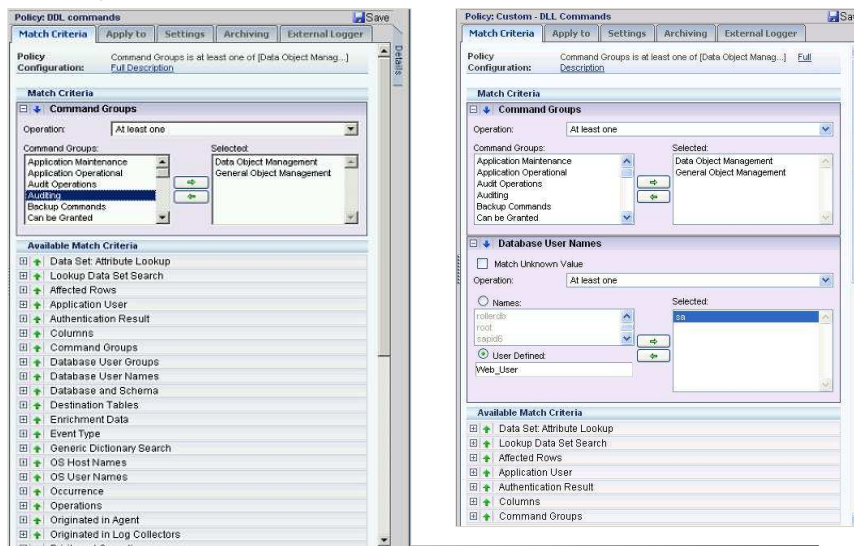 Policy: DDL commands
Save
Match Criteria Apply to Settings Archiving External Logger
Details
Policy Configuration:
Command Groups is at least one of [Data Object Manag...]
Full Description
Match Criteria
Command Groups
Operation: At least one
Command Groups: Selected:
Application Maintenance
Application Operational
Audit Operations
Auditing
Backup Commands
Can be Granted
Data Object Management
General Object Management
Available Match Criteria
Data Set: Attribute Lookup
Lookup Data Set Search
Affected Rows
Application User
Authentication Result
Columns
Command Groups
Database User Groups
Database User Names
Database and Schema
Destination Tables
Enrichment Data
Event Type
Generic Dictionary Search
OS Host Names
OS User Names
Occurrence
Operations
Originated in Agent
Originated in Log Collectors
Policy: Custom - DLL Commands
Sa
Match Criteria Apply to Settings Archiving External Logger
Policy Configuration:
Command Groups is at least one of [Data Object Manag...] Full
Description
Match Criteria
Command Groups
Operation: At least one
Command Groups: Selected:
Application Maintenance
Application Operational
Audit Operations
Auditing
Backup Commands
Can be Granted
Data Object Management
General Object Management
Database User Names
Match Unknown Value
Operation: At least one
Names: Selected:
rollerdb
root
sapid6
sa
User Defined:
Web_User
Available Match Criteria
Data Set: Attribute Lookup
Lookup Data Set Search
Affected Rows
Application User
Authentication Result
Columns
Command Groups